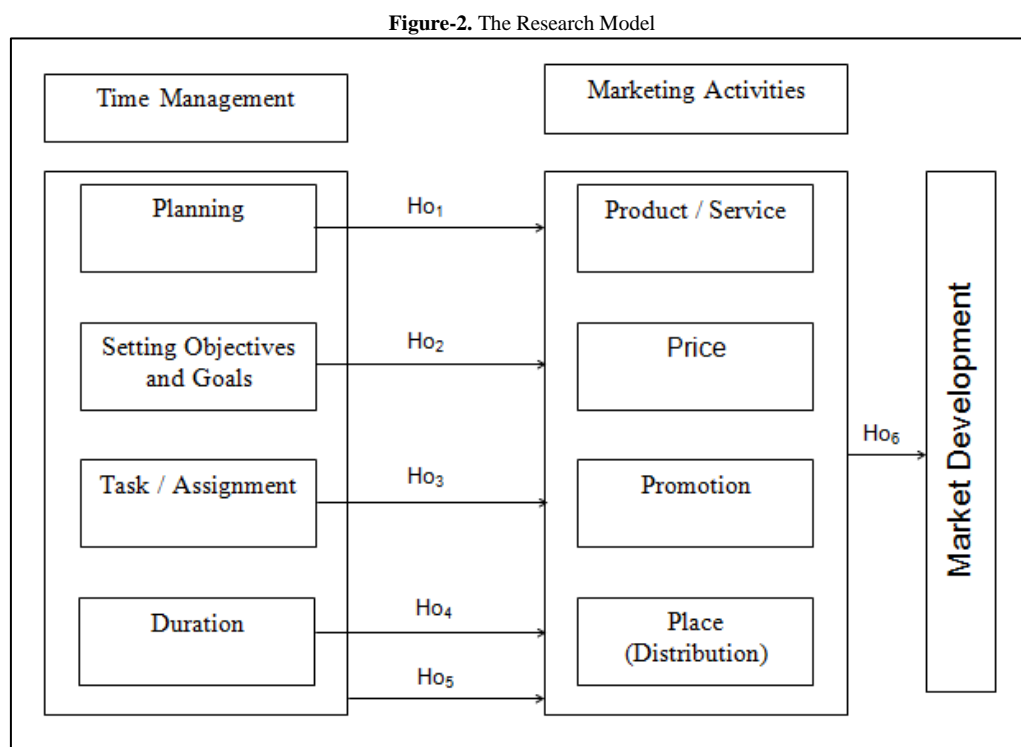 Figure-2. The Research Model
Time Management
Marketing Activities
Planning
Ho₁
Product / Service
Setting Objectives
and Goals
Ho₂
Price
Task / Assignment
Ho₃
Promotion
Duration
Ho₄
Place
(Distribution)
Ho₅
Ho₆
Market Development